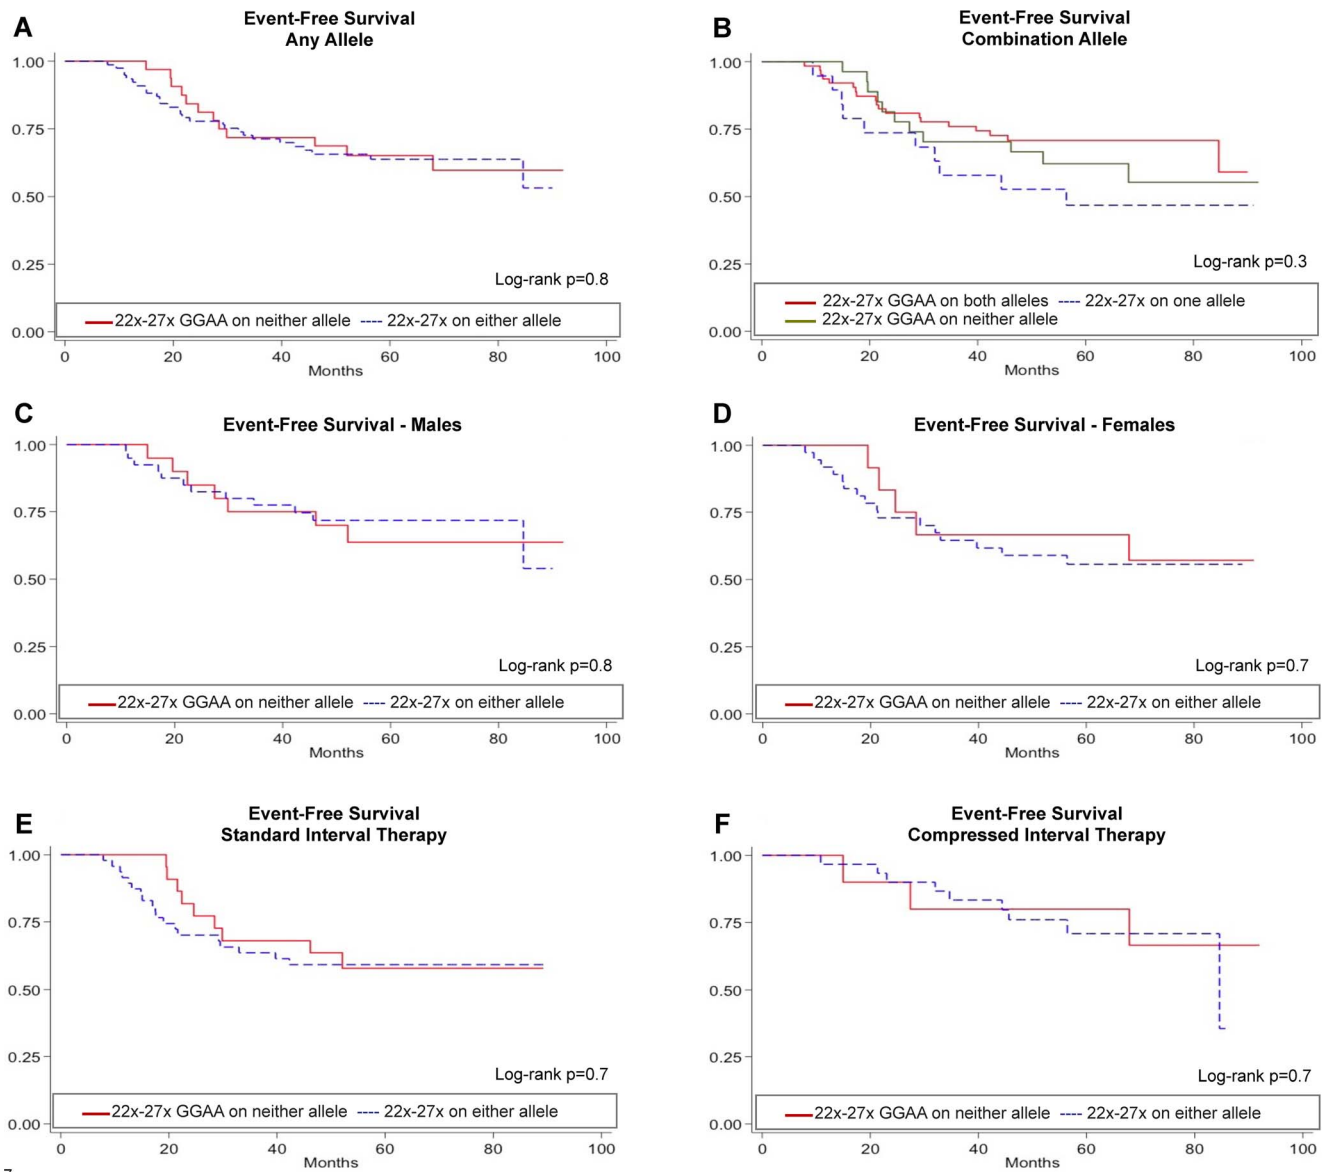 A
Event-Free Survival
Any Allele
1.00
0.75
0.50
0.25
0.00
Log-rank p=0.8
22x-27x GGAA on neither allele 22x-27x on either allele
0 20 40 60 80 100
Months
B
Event-Free Survival
Combination Allele
1.00
0.75
0.50
0.25
0.00
Log-rank p=0.3
22x-27x GGAA on both alleles 22x-27x on one allele
22x-27x GGAA on neither allele
0 20 40 60 80 100
Months
C
Event-Free Survival - Males
1.00
0.75
0.50
0.25
0.00
Log-rank p=0.8
22x-27x GGAA on neither allele 22x-27x on either allele
0 20 40 60 80 100
Months
D
Event-Free Survival - Females
1.00
0.75
0.50
0.25
0.00
Log-rank p=0.7
22x-27x GGAA on neither allele 22x-27x on either allele
0 20 40 60 80 100
Months
E
Event-Free Survival
Standard Interval Therapy
1.00
0.75
0.50
0.25
0.00
Log-rank p=0.7
22x-27x GGAA on neither allele 22x-27x on either allele
0 20 40 60 80 100
Months
F
Event-Free Survival
Compressed Interval Therapy
1.00
0.75
0.50
0.25
0.00
Log-rank p=0.7
22x-27x GGAA on neither allele 22x-27x on either allele
0 20 40 60 80 100
Months